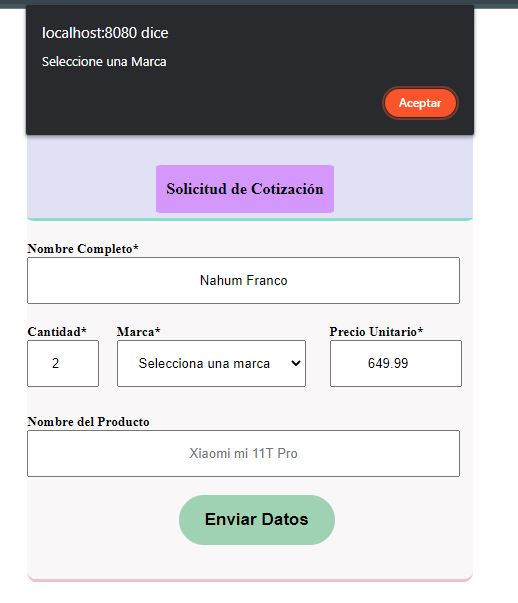 localhost:8080 dice
Seleccione una Marca
Aceptar
Solicitud de Cotización
Nombre Completo*
Nahum Franco
Cantidad* Marca* Precio Unitario*
2 Selecciona una marca 649.99
Nombre del Producto
Xiaomi mi 11T Pro
Enviar Datos